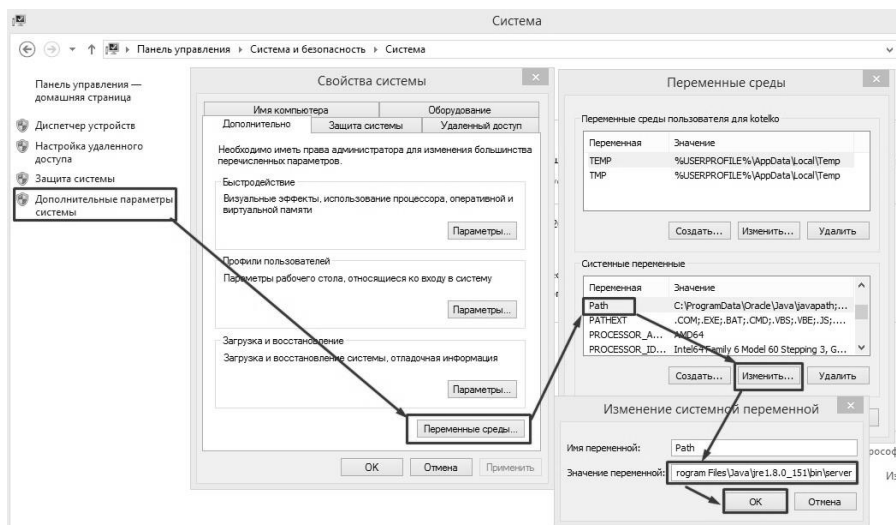 Система
Панель управления › Система и безопасность › Система
Панель управления —
домашняя страница
Диспетчер устройств
Настройка удаленного
доступа
Защита системы
Дополнительные параметры
системы
Свойства системы
Имя компьютера
Оборудование
Дополнительно
Защита системы
Удаленный доступ
Необходимо иметь права администратора для изменения большинства
перечисленных параметров.
Быстродействие
Визуальные эффекты, использование процессора, оперативной и
виртуальной памяти
Параметры...
Профили пользователей
Параметры рабочего стола, относящиеся ко входу в систему
Параметры...
Загрузка и восстановление
Загрузка и восстановление системы, отладочная информация
Параметры...
Переменные среды...
OK
Отмена
Применить
Переменные среды
Переменные среды пользователя для kotelko
Переменная Значение
TEMP %USERPROFILE%\AppData\Local\Temp
TMP %USERPROFILE%\AppData\Local\Temp
Создать...
Изменить...
Удалить
Системные переменные
Переменная Значение
Path C:\ProgramData\Oracle\Java\javapath;...
PATHEXT .COM;.EXE;.BAT;.CMD;.VBS;.VBE;.JS;....
PROCESSOR_A... AMD64
PROCESSOR_ID... Intel64 Family 6 Model 60 Stepping 3, G...
Создать...
Изменить...
Удалить
Изменение системной переменной
Имя переменной: Path
Значение переменной: rogram Files\Java\jre1.8.0_151\bin\server
OK
Отмена